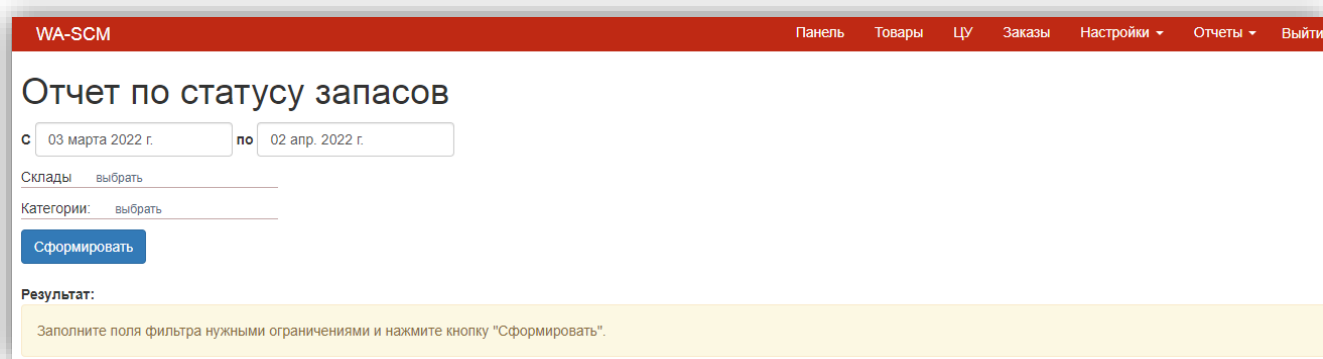 WA-SCM Панель Товары ЦУ Заказы Настройки Отчеты Выйти
Отчет по статусу запасов
С 03 марта 2022 г. по 02 апр. 2022 г.
Склады выбрать
Категории: выбрать
Сформировать
Результат:
Заполните поля фильтра нужными ограничениями и нажмите кнопку "Сформировать".